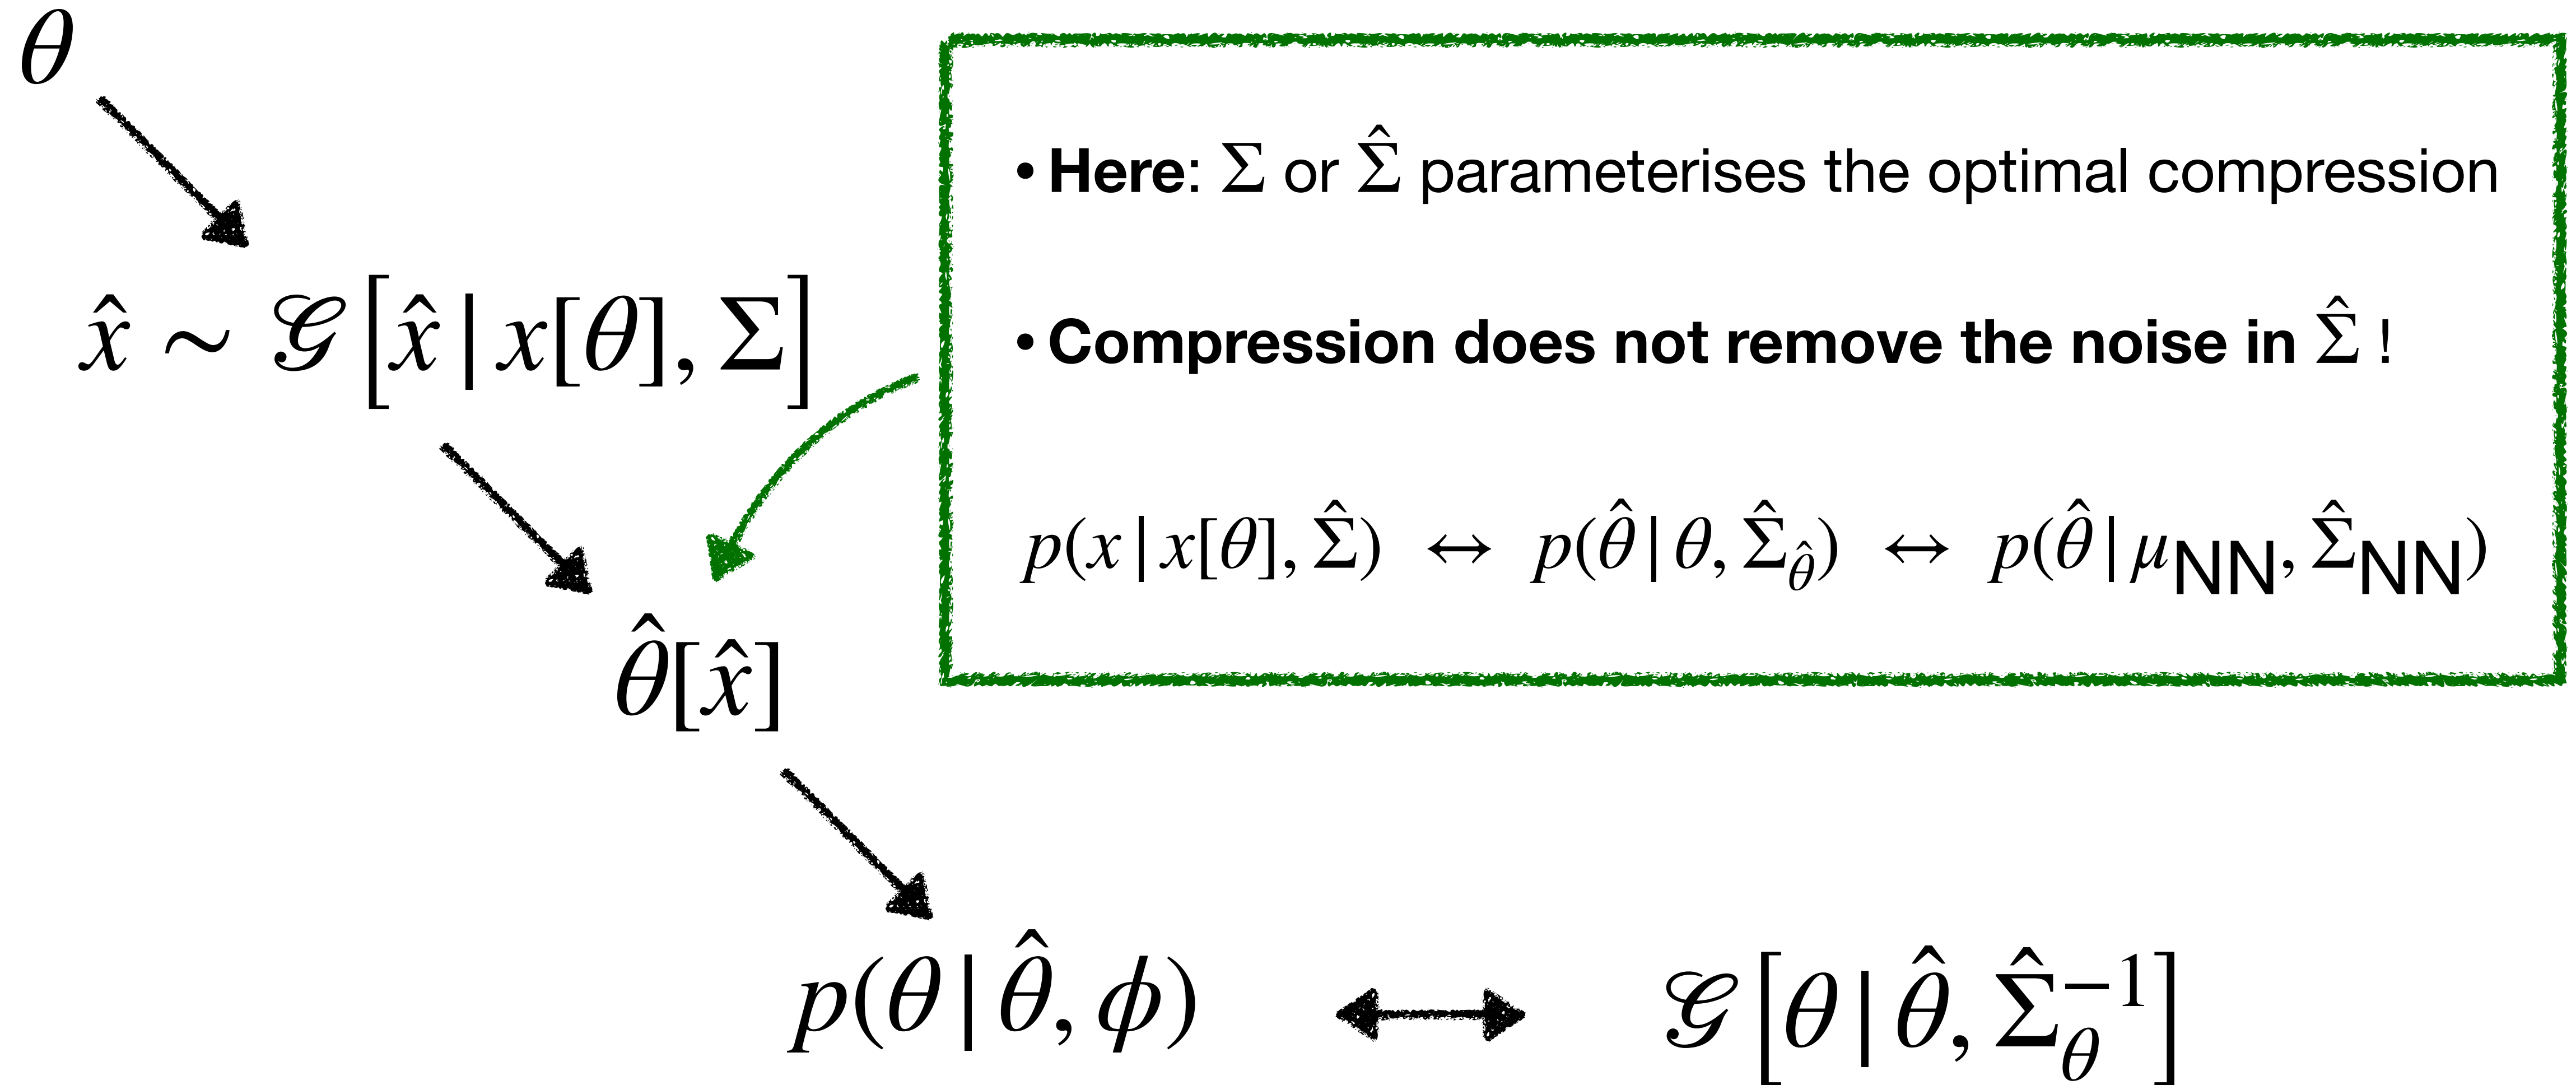 θ
• Here: Σ or Σ̂ parameterises the optimal compression
x̂ ∼ 𝒢[x̂ | x[θ], Σ]
• Compression does not remove the noise in Σ̂ !
p(x | x[θ], Σ̂) ↔ p(θ̂ | θ, Σ̂_θ̂) ↔ p(θ̂ | μ_NN, Σ̂_NN)
θ̂[x̂]
p(θ | θ̂, ϕ) ↔ 𝒢[θ | θ̂, Σ̂_θ^−1]